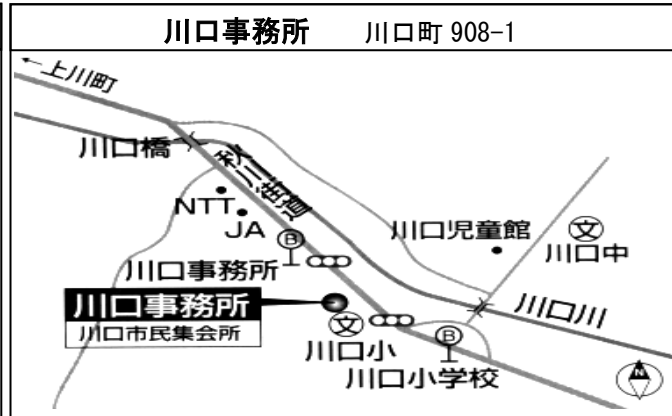 川口事務所 川口町 908-1
←上川町
川口橋
秋川街道
NTT
JA
B
川口事務所
川口事務所
川口市民集会所
文
川口小
B
川口小学校
川口児童館
文
川口中
川口川
N